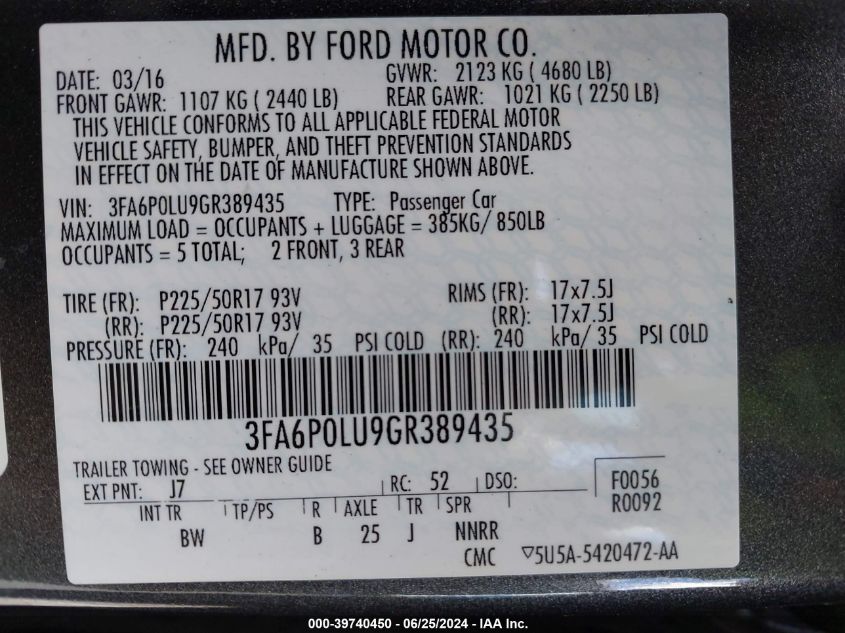 MFD. BY FORD MOTOR CO.
DATE: 03/16 GVWR: 2123 KG ( 4680 LB)
FRONT GAWR: 1107 KG ( 2440 LB) REAR GAWR: 1021 KG ( 2250 LB)
THIS VEHICLE CONFORMS TO ALL APPLICABLE FEDERAL MOTOR
VEHICLE SAFETY, BUMPER, AND THEFT PREVENTION STANDARDS
IN EFFECT ON THE DATE OF MANUFACTURE SHOWN ABOVE.
VIN: 3FA6P0LU9GR389435 TYPE: Passenger Car
MAXIMUM LOAD = OCCUPANTS + LUGGAGE = 385KG/ 850LB
OCCUPANTS = 5 TOTAL; 2 FRONT, 3 REAR
TIRE (FR): P225/50R17 93V RIMS (FR): 17x7.5J
(RR): P225/50R17 93V (RR): 17x7.5J
PRESSURE (FR): 240 kPa/ 35 PSI COLD (RR): 240 kPa/ 35 PSI COLD
3FA6P0LU9GR389435
TRAILER TOWING - SEE OWNER GUIDE
EXT PNT: J7 RC: 52 DSO: F0056
INT TR TP/PS R AXLE TR SPR R0092
BW B 25 J NNRR
CMC ▽5U5A-5420472-AA
000-39740450 - 06/25/2024 - IAA Inc.